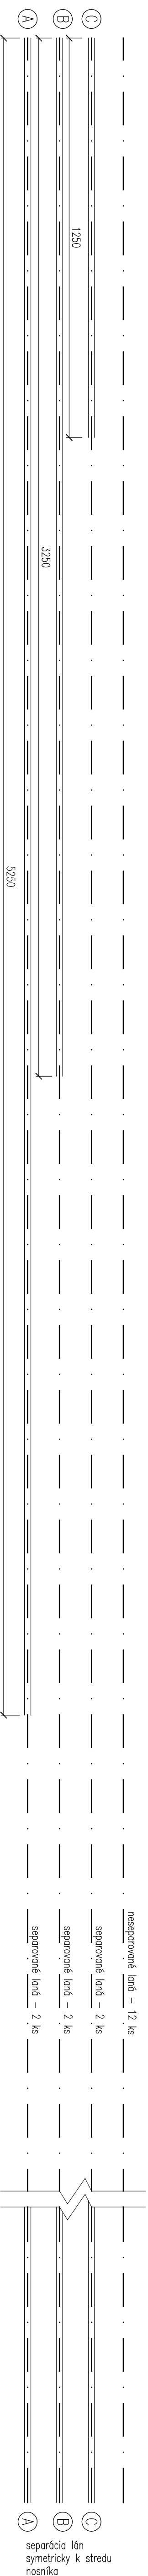 A
B
C
1250
3250
5250
neseparované laná - 12 ks
separované laná - 2 ks
separované laná - 2 ks
separované laná - 2 ks
A
B
C
separácia lán
symetricky k stredu
nosníka